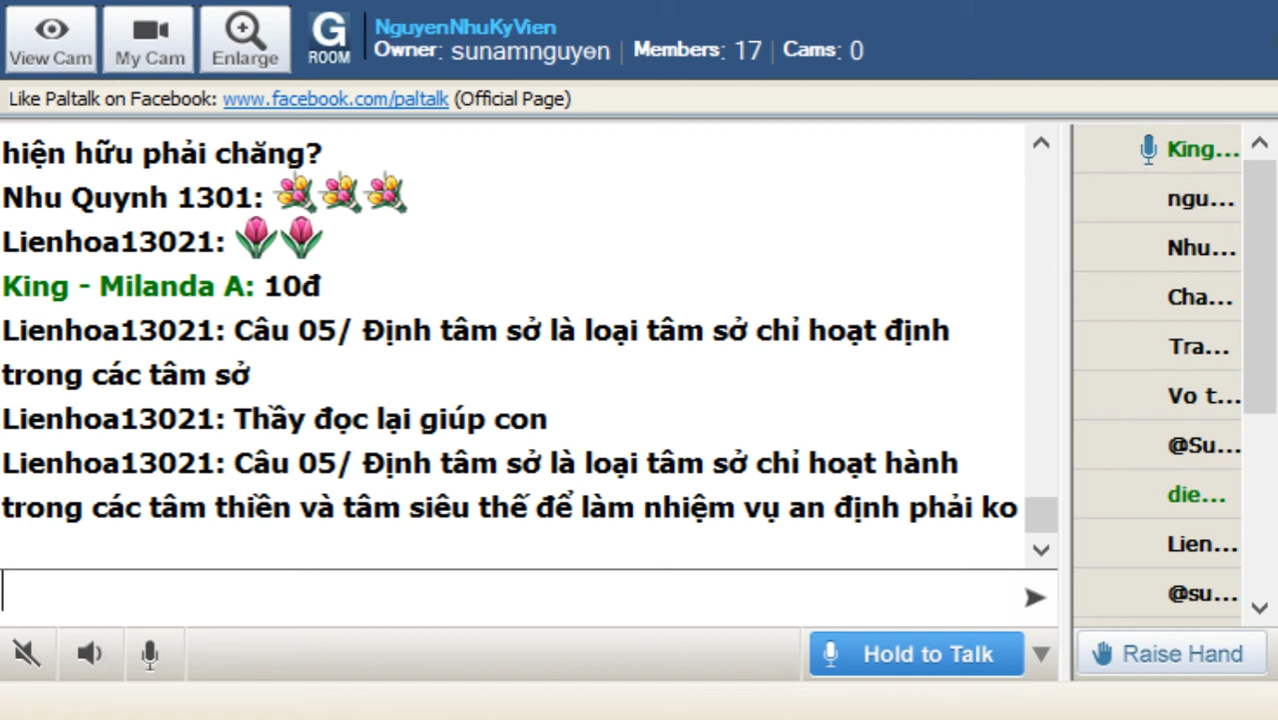 NguyenNhuKyVien
View Cam
My Cam
Enlarge
G
ROOM
Owner: sunamnguyen | Members: 17 | Cams: 0
Like Paltalk on Facebook: www.facebook.com/paltalk (Official Page)
hiện hữu phải chăng?
Nhu Quynh 1301:
Lienhoa13021:
King - Milanda A: 10đ
Lienhoa13021: Câu 05/ Định tâm sở là loại tâm sở chỉ hoạt định
trong các tâm sở
Lienhoa13021: Thầy đọc lại giúp con
Lienhoa13021: Câu 05/ Định tâm sở là loại tâm sở chỉ hoạt hành
trong các tâm thiền và tâm siêu thế để làm nhiệm vụ an định phải ko
King...
ngu...
Nhu...
Cha...
Tra...
Vo t...
@Su...
die...
Lien...
@su...
Hold to Talk
Raise Hand